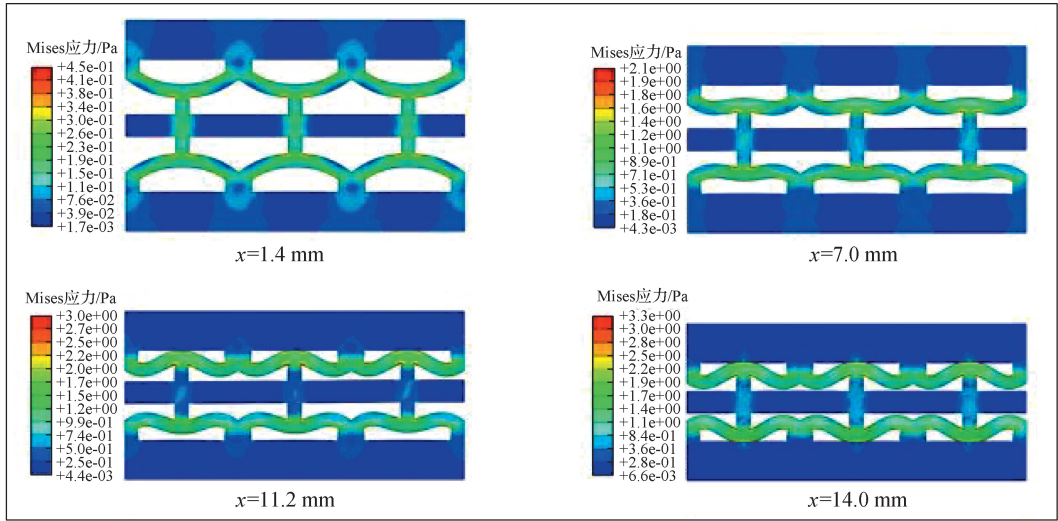 Mises应力/Pa
+4.5e-01
+4.1e-01
+3.8e-01
+3.4e-01
+3.0e-01
+2.6e-01
+2.3e-01
+1.9e-01
+1.5e-01
+1.1e-01
+7.6e-02
+3.9e-02
+1.7e-03
x=1.4 mm
Mises应力/Pa
+2.1e+00
+1.9e+00
+1.8e+00
+1.6e+00
+1.4e+00
+1.2e+00
+1.1e+00
+8.9e-01
+7.1e-01
+5.3e-01
+3.6e-01
+1.8e-01
+4.3e-03
x=7.0 mm
Mises应力/Pa
+3.0e+00
+2.7e+00
+2.5e+00
+2.2e+00
+2.0e+00
+1.7e+00
+1.5e+00
+1.2e+00
+9.9e-01
+7.4e-01
+5.0e-01
+2.5e-01
+4.4e-03
x=11.2 mm
Mises应力/Pa
+3.3e+00
+3.0e+00
+2.8e+00
+2.5e+00
+2.2e+00
+1.9e+00
+1.7e+00
+1.4e+00
+1.1e+00
+8.4e-01
+3.6e-01
+2.8e-01
+6.6e-03
x=14.0 mm